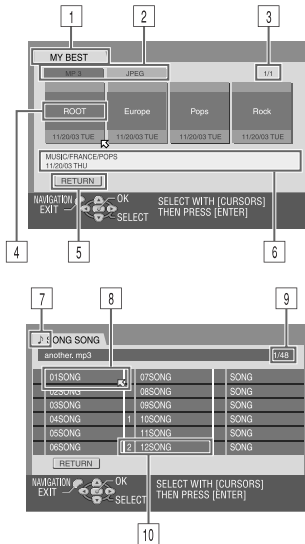 1
2
3
MY BEST
MP3 JPEG 1/1
ROOT Europe Pops Rock
11/20/03 TUE 11/20/03 TUE 11/20/03 TUE 11/20/03 TUE
MUSIC/FRANCE/POPS
11/20/03 THU
RETURN
NAVIGATION OK SELECT WITH [CURSORS]
EXIT SELECT THEN PRESS [ENTER]
4
5
6
7
8
9
♪ SONG SONG
another. mp3 1/48
01SONG 07SONG SONG
02SONG 08SONG SONG
03SONG 09SONG SONG
04SONG 1 10SONG SONG
05SONG 11SONG SONG
06SONG 2 12SONG SONG
RETURN
NAVIGATION OK SELECT WITH [CURSORS]
EXIT SELECT THEN PRESS [ENTER]
10